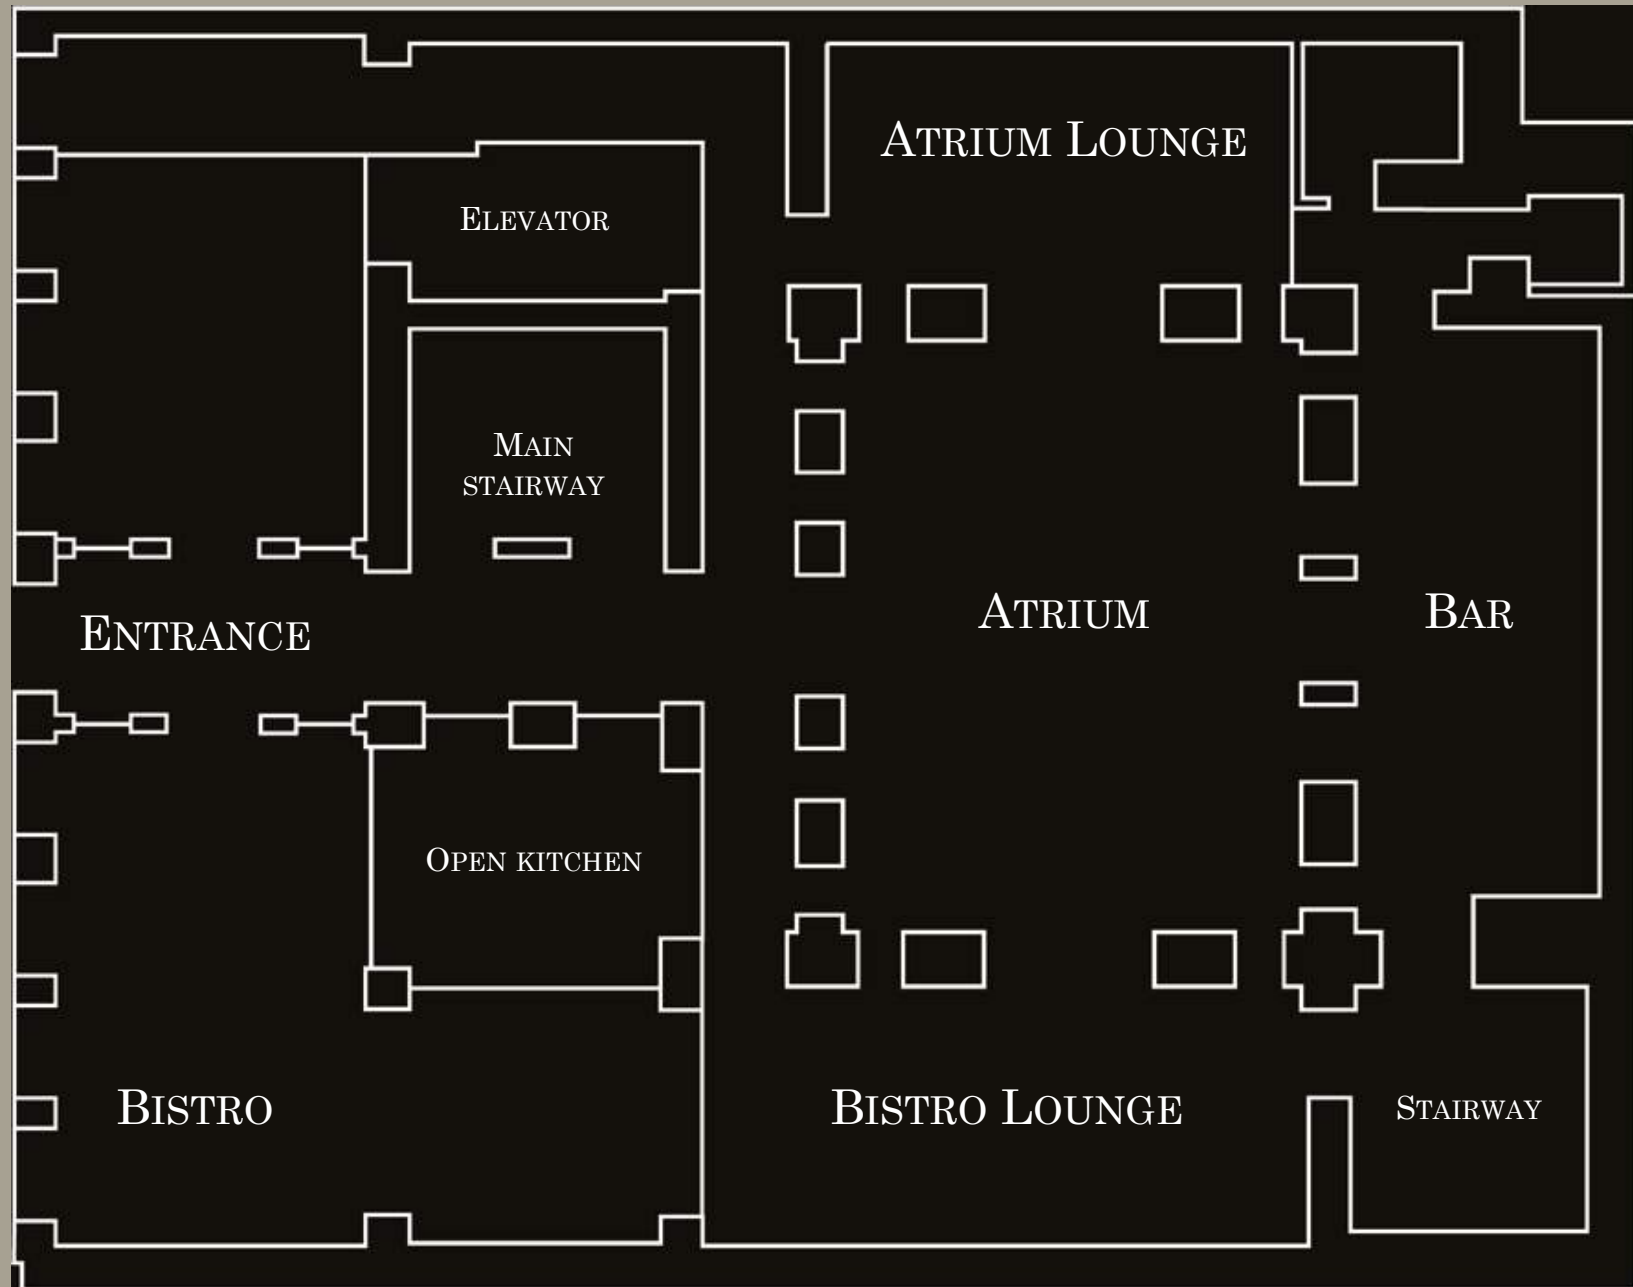 Atrium Lounge
Elevator
Main
stairway
Entrance
Atrium
Bar
Open kitchen
Bistro
Bistro Lounge
Stairway